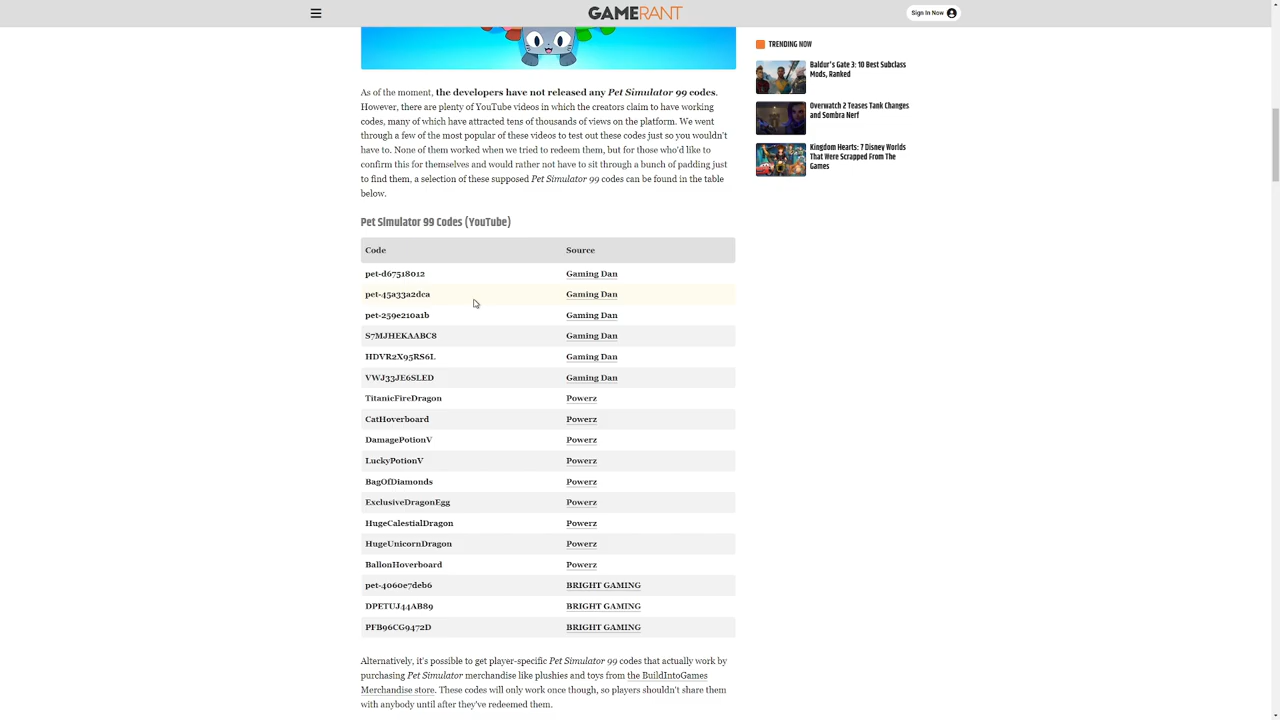 GAMERANT
Sign In Now
TRENDING NOW
Baldur's Gate 3: 10 Best Subclass
Mods, Ranked
Overwatch 2 Teases Tank Changes
and Sombra Nerf
Kingdom Hearts: 7 Disney Worlds
That Were Scrapped From The
Games
As of the moment, the developers have not released any Pet Simulator 99 codes.
However, there are plenty of YouTube videos in which the creators claim to have working
codes, many of which have attracted tens of thousands of views on the platform. We went
through a few of the most popular of these videos to test out these codes just so you wouldn't
have to. None of them worked when we tried to redeem them, but for those who'd like to
confirm this for themselves and would rather not have to sit through a bunch of padding just
to find them, a selection of these supposed Pet Simulator 99 codes can be found in the table
below.
Pet Simulator 99 Codes (YouTube)
Code Source
pet-d67518012 Gaming Dan
pet-45a33a2dca Gaming Dan
pet-259e210a1b Gaming Dan
S7MJHEKAABC8 Gaming Dan
HDVR2X95RS6L Gaming Dan
VWJ33JE6SLED Gaming Dan
TitanicFireDragon Powerz
CatHoverboard Powerz
DamagePotionV Powerz
LuckyPotionV Powerz
BagOfDiamonds Powerz
ExclusiveDragonEgg Powerz
HugeCalestialDragon Powerz
HugeUnicornDragon Powerz
BallonHoverboard Powerz
pet-4060e7deb6 BRIGHT GAMING
DPETUJ44AB89 BRIGHT GAMING
PFB96CG9472D BRIGHT GAMING
Alternatively, it's possible to get player-specific Pet Simulator 99 codes that actually work by
purchasing Pet Simulator merchandise like plushies and toys from the BuildIntoGames
Merchandise store. These codes will only work once though, so players shouldn't share them
with anybody until after they've redeemed them.